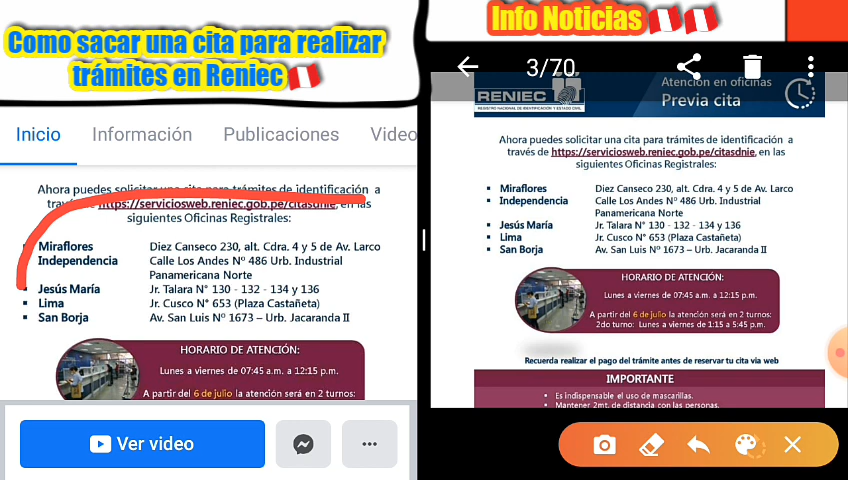 Como sacar una cita para realizar
trámites en Reniec
Inicio
Información
Publicaciones
Video
Ahora puedes solicitar una cita para trámites de identificación a
través de https://serviciosweb.reniec.gob.pe/citasdnie, en las
siguientes Oficinas Registrales:
Miraflores Diez Canseco 230, alt. Cdra. 4 y 5 de Av. Larco
Independencia Calle Los Andes Nº 486 Urb. Industrial
Panamericana Norte
Jesús María Jr. Talara N° 130 - 132 - 134 y 136
Lima Jr. Cusco N° 653 (Plaza Castañeta)
San Borja Av. San Luis Nº 1673 – Urb. Jacaranda II
HORARIO DE ATENCIÓN:
Lunes a viernes de 07:45 a.m. a 12:15 p.m.
A partir del 6 de julio la atención será en 2 turnos:
Ver video
Info Noticias
3/70
RENIEC
REGISTRO NACIONAL DE IDENTIFICACIÓN Y ESTADO CIVIL
Atención en oficinas
Previa cita
Ahora puedes solicitar una cita para trámites de identificación a
través de https://serviciosweb.reniec.gob.pe/citasdnie, en las
siguientes Oficinas Registrales:
Miraflores Diez Canseco 230, alt. Cdra. 4 y 5 de Av. Larco
Independencia Calle Los Andes Nº 486 Urb. Industrial
Panamericana Norte
Jesús María Jr. Talara N° 130 - 132 - 134 y 136
Lima Jr. Cusco N° 653 (Plaza Castañeta)
San Borja Av. San Luis Nº 1673 – Urb. Jacaranda II
HORARIO DE ATENCIÓN:
Lunes a viernes de 07:45 a.m. a 12:15 p.m.
A partir del 6 de julio la atención será en 2 turnos:
2do turno: Lunes a viernes de 1:15 a 5:45 p.m.
Recuerda realizar el pago del trámite antes de reservar tu cita vía web
IMPORTANTE
Es indispensable el uso de mascarillas.
Mantener 2mt. de distancia con las personas.